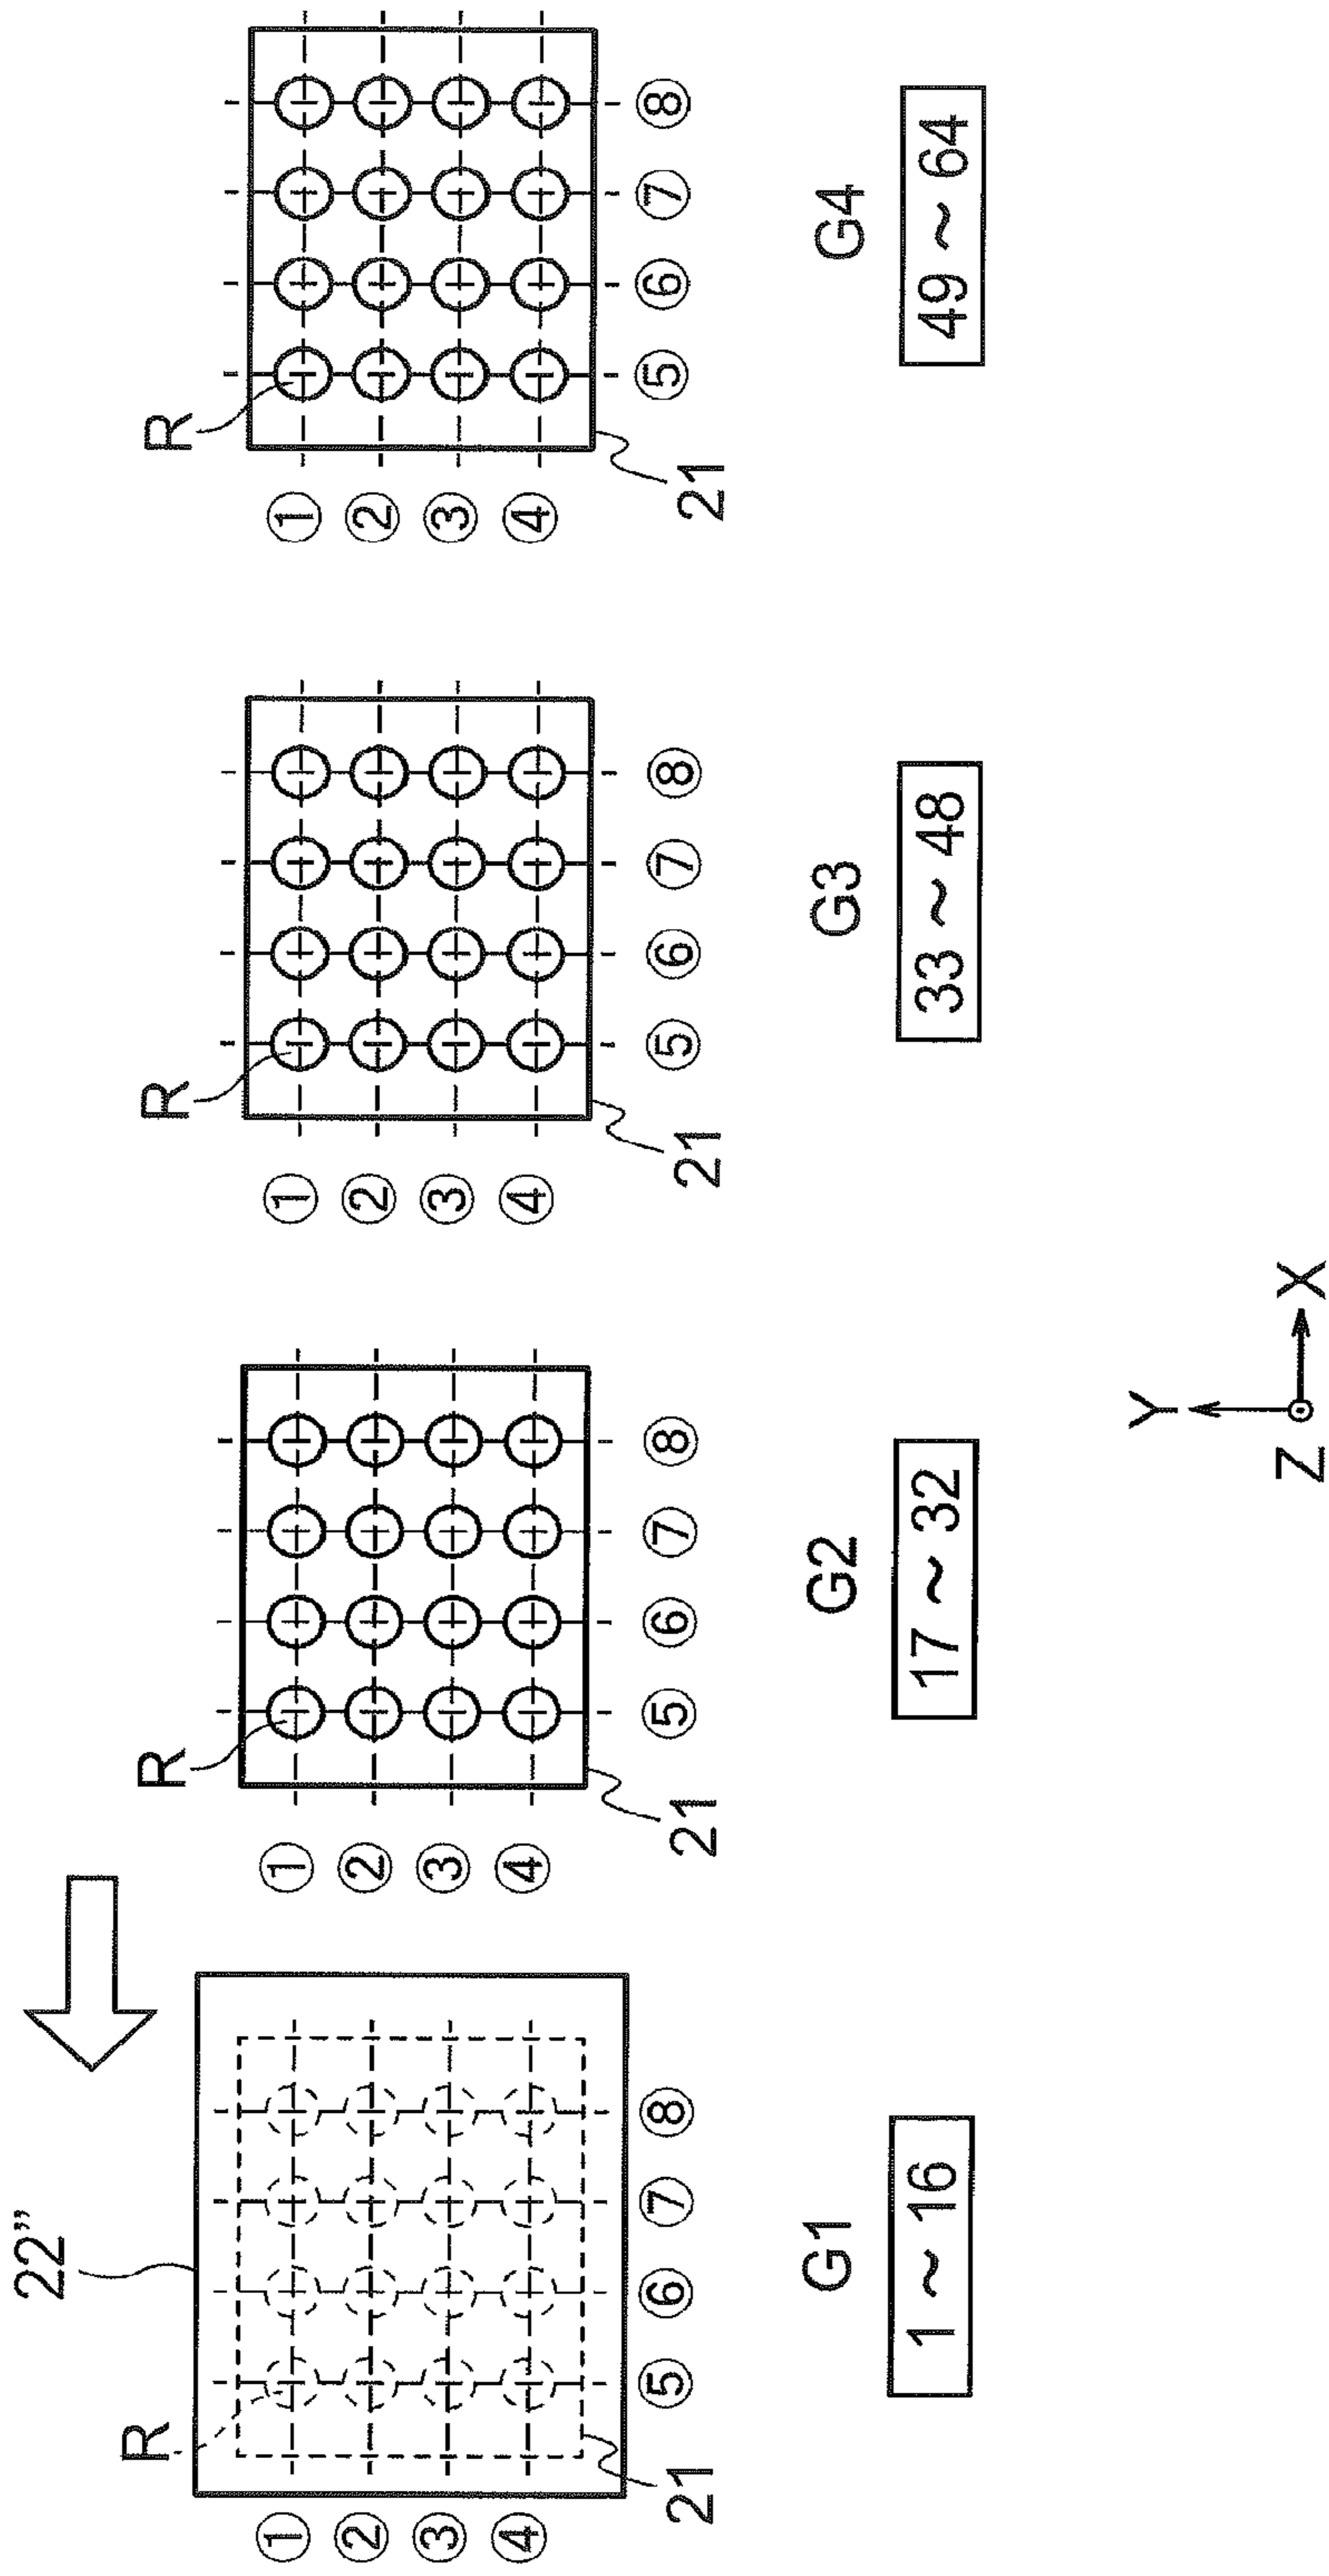 22”
R
R
R
R
① ② ③ ④
21
⑤ ⑥ ⑦ ⑧
① ② ③ ④
21
⑤ ⑥ ⑦ ⑧
① ② ③ ④
21
⑤ ⑥ ⑦ ⑧
① ② ③ ④
21
⑤ ⑥ ⑦ ⑧
G1
G2
G3
G4
1 ~ 16
17 ~ 32
33 ~ 48
49 ~ 64
Y
Z
X